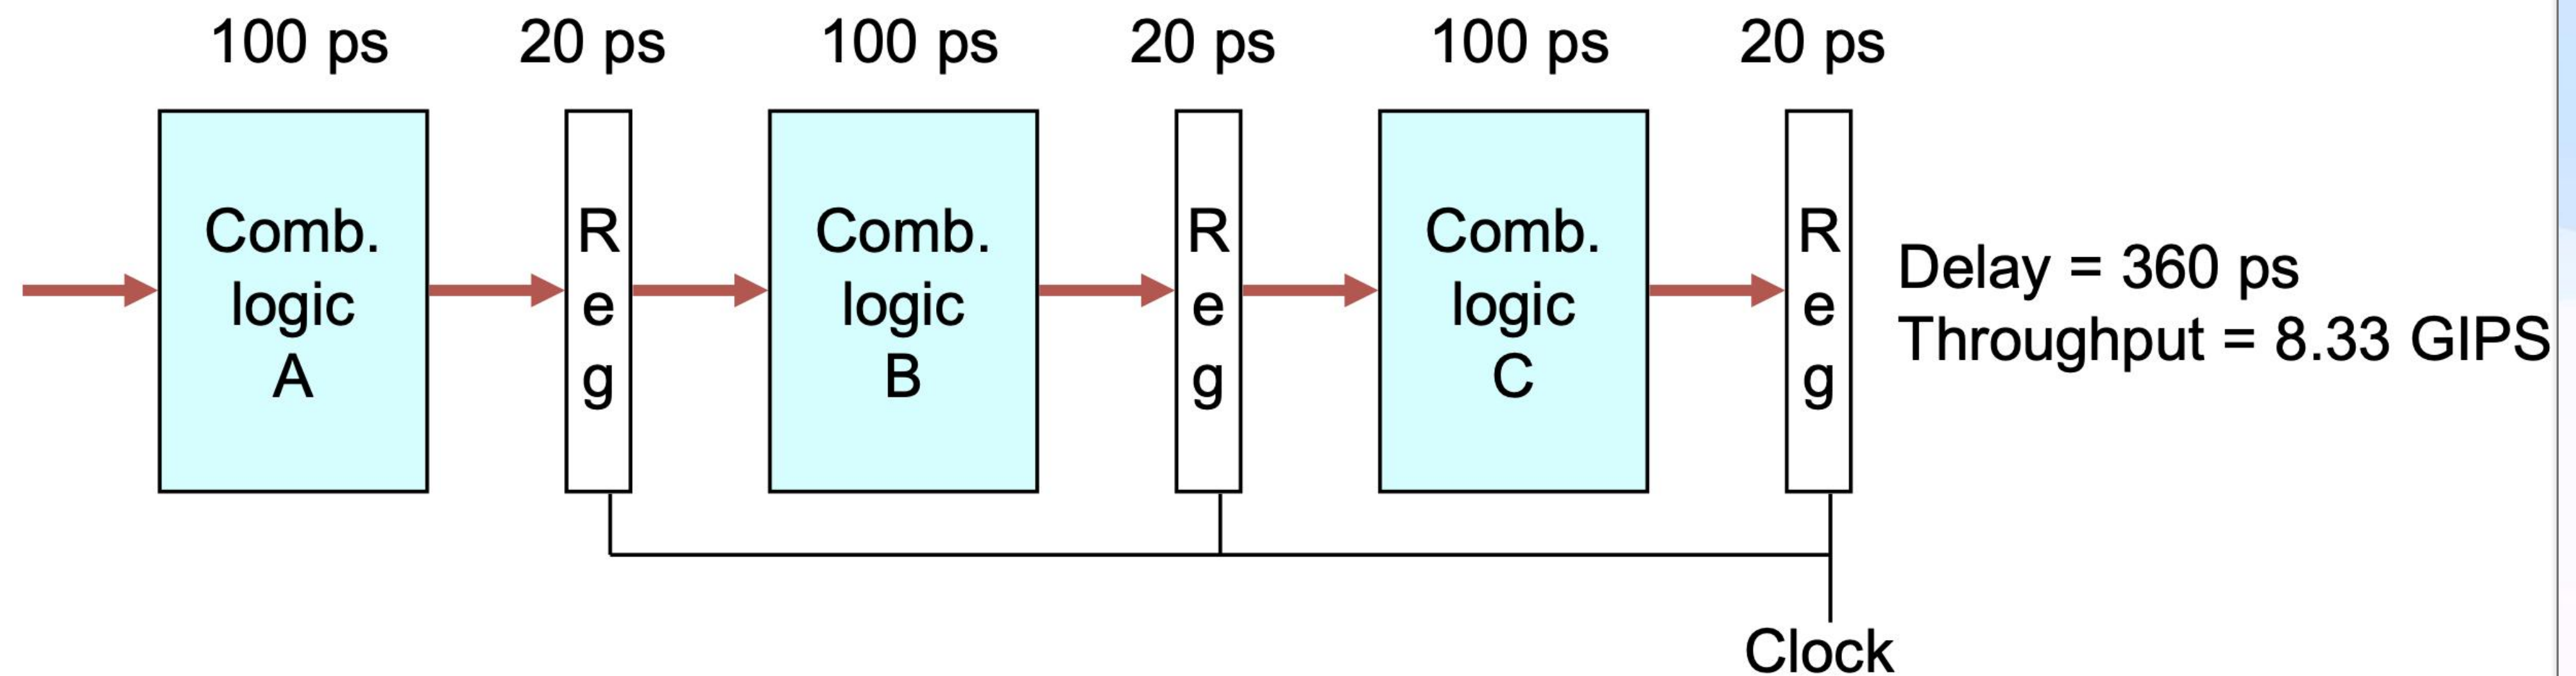 100 ps 20 ps 100 ps 20 ps 100 ps 20 ps
Comb.
logic
A
R
e
g
Comb.
logic
B
R
e
g
Comb.
logic
C
R
e
g
Delay = 360 ps
Throughput = 8.33 GIPS
Clock